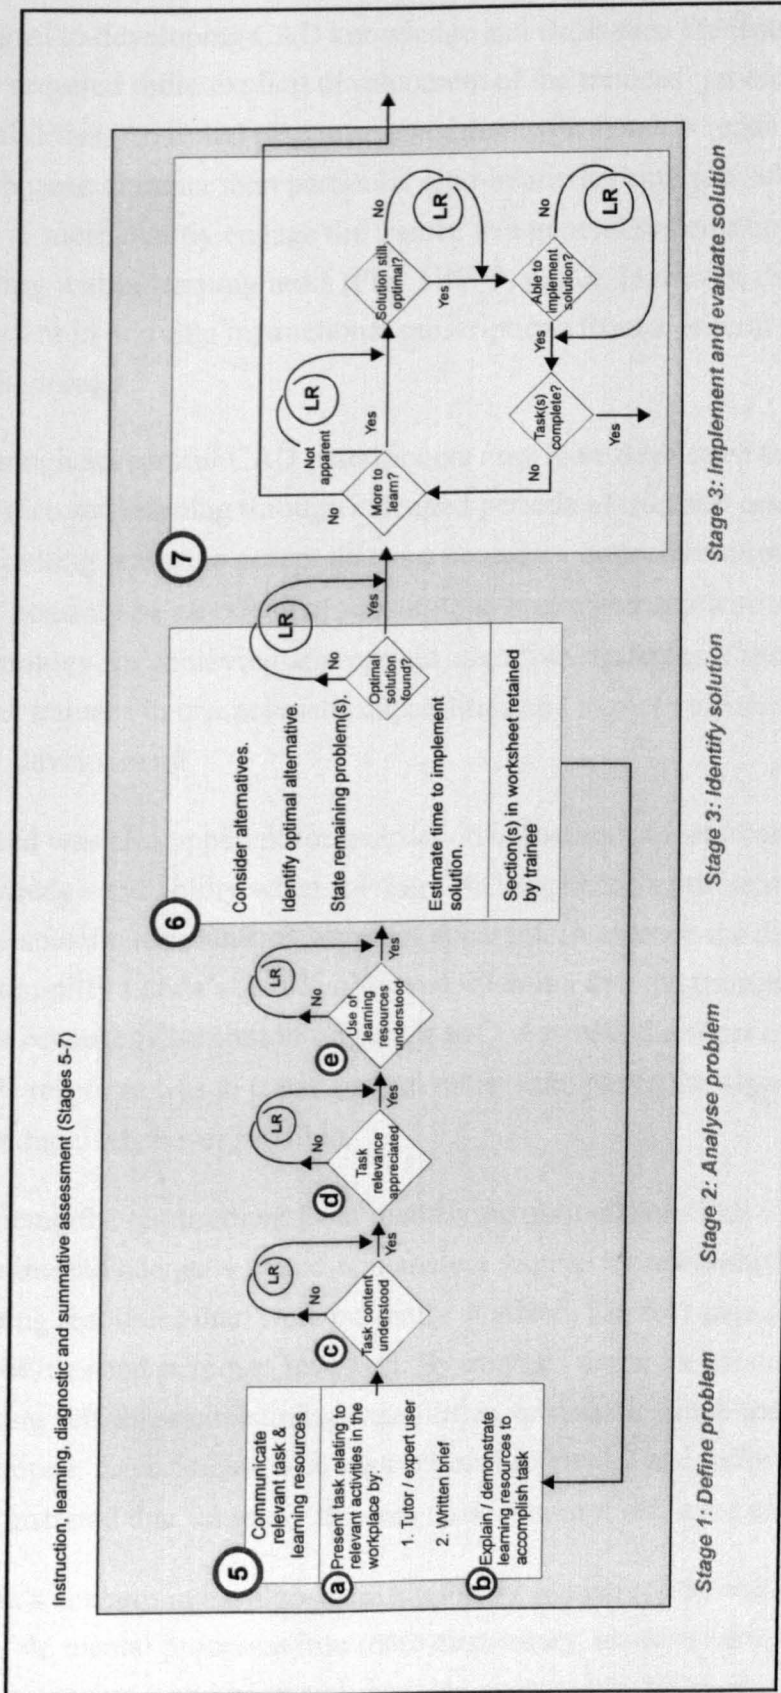 Instruction, learning, diagnostic and summative assessment (Stages 5-7)
5
Communicate
relevant task &
learning resources
a
Present task relating to
relevant activities in the
workplace by:
1. Tutor / expert user
2. Written brief
b
Explain / demonstrate
learning resources to
accomplish task
c
Task content
understood
No
LR
Yes
d
Task
relevance
appreciated
No
LR
Yes
e
Use of
learning
resources
understood
No
LR
Yes
6
Consider alternatives.
Identify optimal alternative.
State remaining problem(s).
Estimate time to implement
solution.
Section(s) in worksheet retained
by trainee
Optimal
solution
found?
No
LR
Yes
7
More to
learn?
No
Not
apparent
LR
Yes
Solution still
optimal?
No
LR
Yes
Able to
implement
solution?
No
LR
Yes
Task(s)
complete?
No
Yes
Stage 1: Define problem
Stage 2: Analyse problem
Stage 3: Identify solution
Stage 3: Implement and evaluate solution